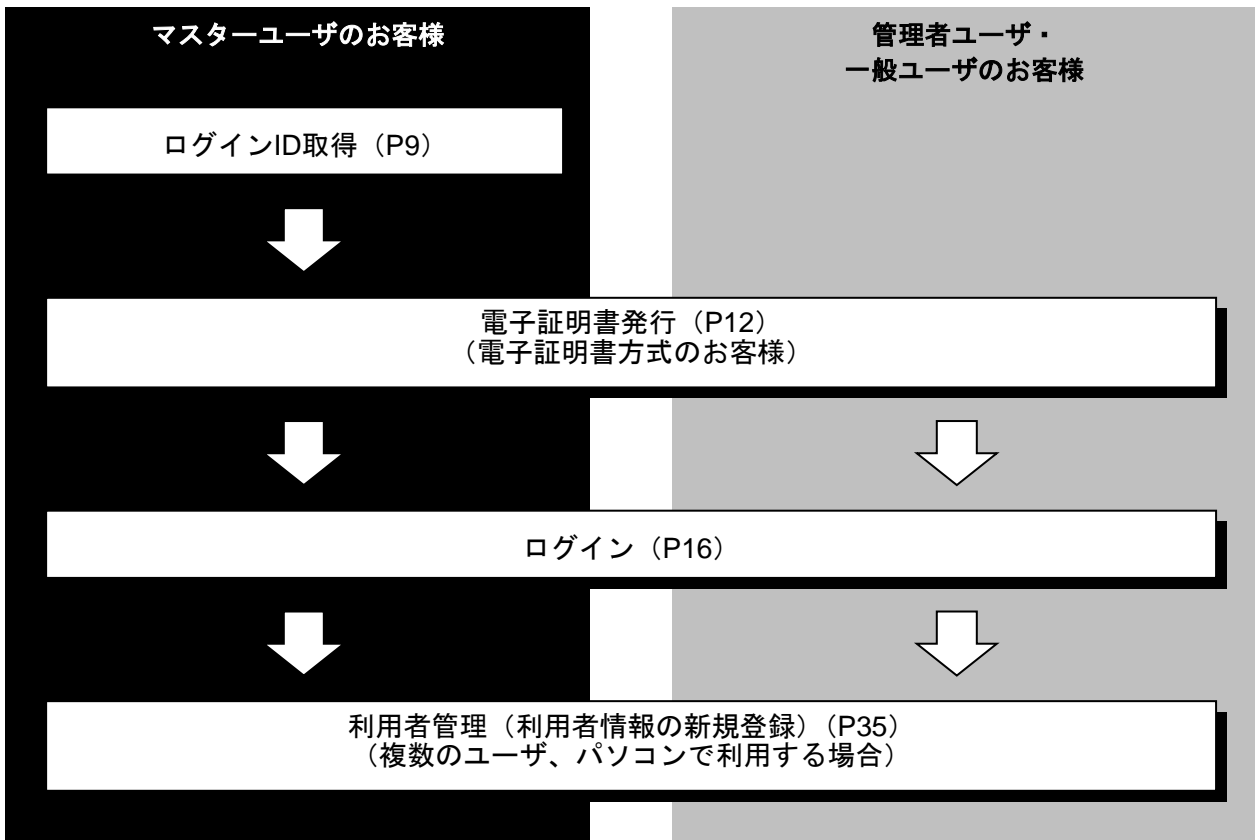 マスターユーザのお客様
管理者ユーザ・
一般ユーザのお客様
ログインID取得（P9）
電子証明書発行（P12）
（電子証明書方式のお客様）
ログイン（P16）
利用者管理（利用者情報の新規登録）（P35）
（複数のユーザ、パソコンで利用する場合）